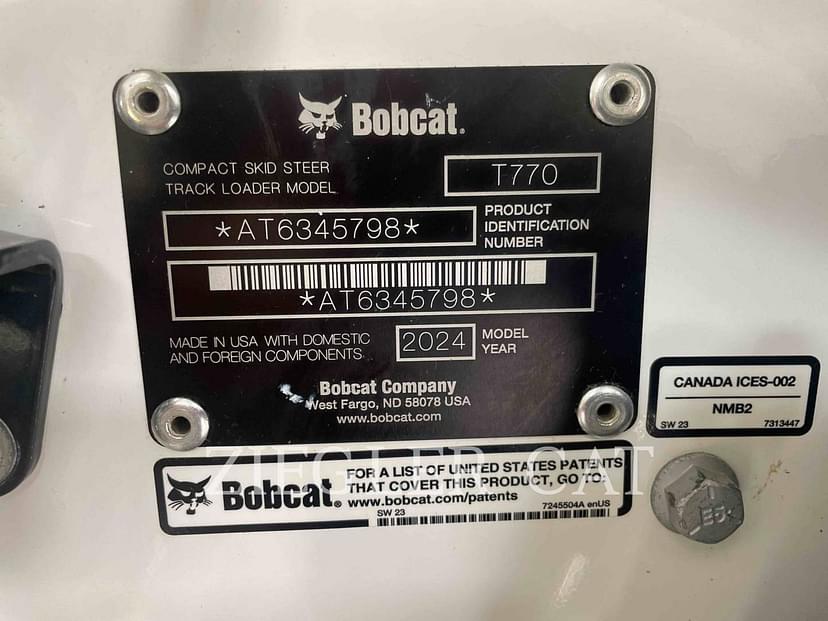 Bobcat.
COMPACT SKID STEER
TRACK LOADER MODEL
T770
*AT6345798*
PRODUCT
IDENTIFICATION
NUMBER
*AT6345798*
MADE IN USA WITH DOMESTIC
AND FOREIGN COMPONENTS
2024
MODEL
YEAR
Bobcat Company
West Fargo, ND 58078 USA
www.bobcat.com
CANADA ICES-002
NMB2
SW 23 7313447
ZIEGLER CAT
Bobcat.
FOR A LIST OF UNITED STATES PATENTS
THAT COVER THIS PRODUCT, GO TO:
www.bobcat.com/patents
SW 23 7245504A enUS